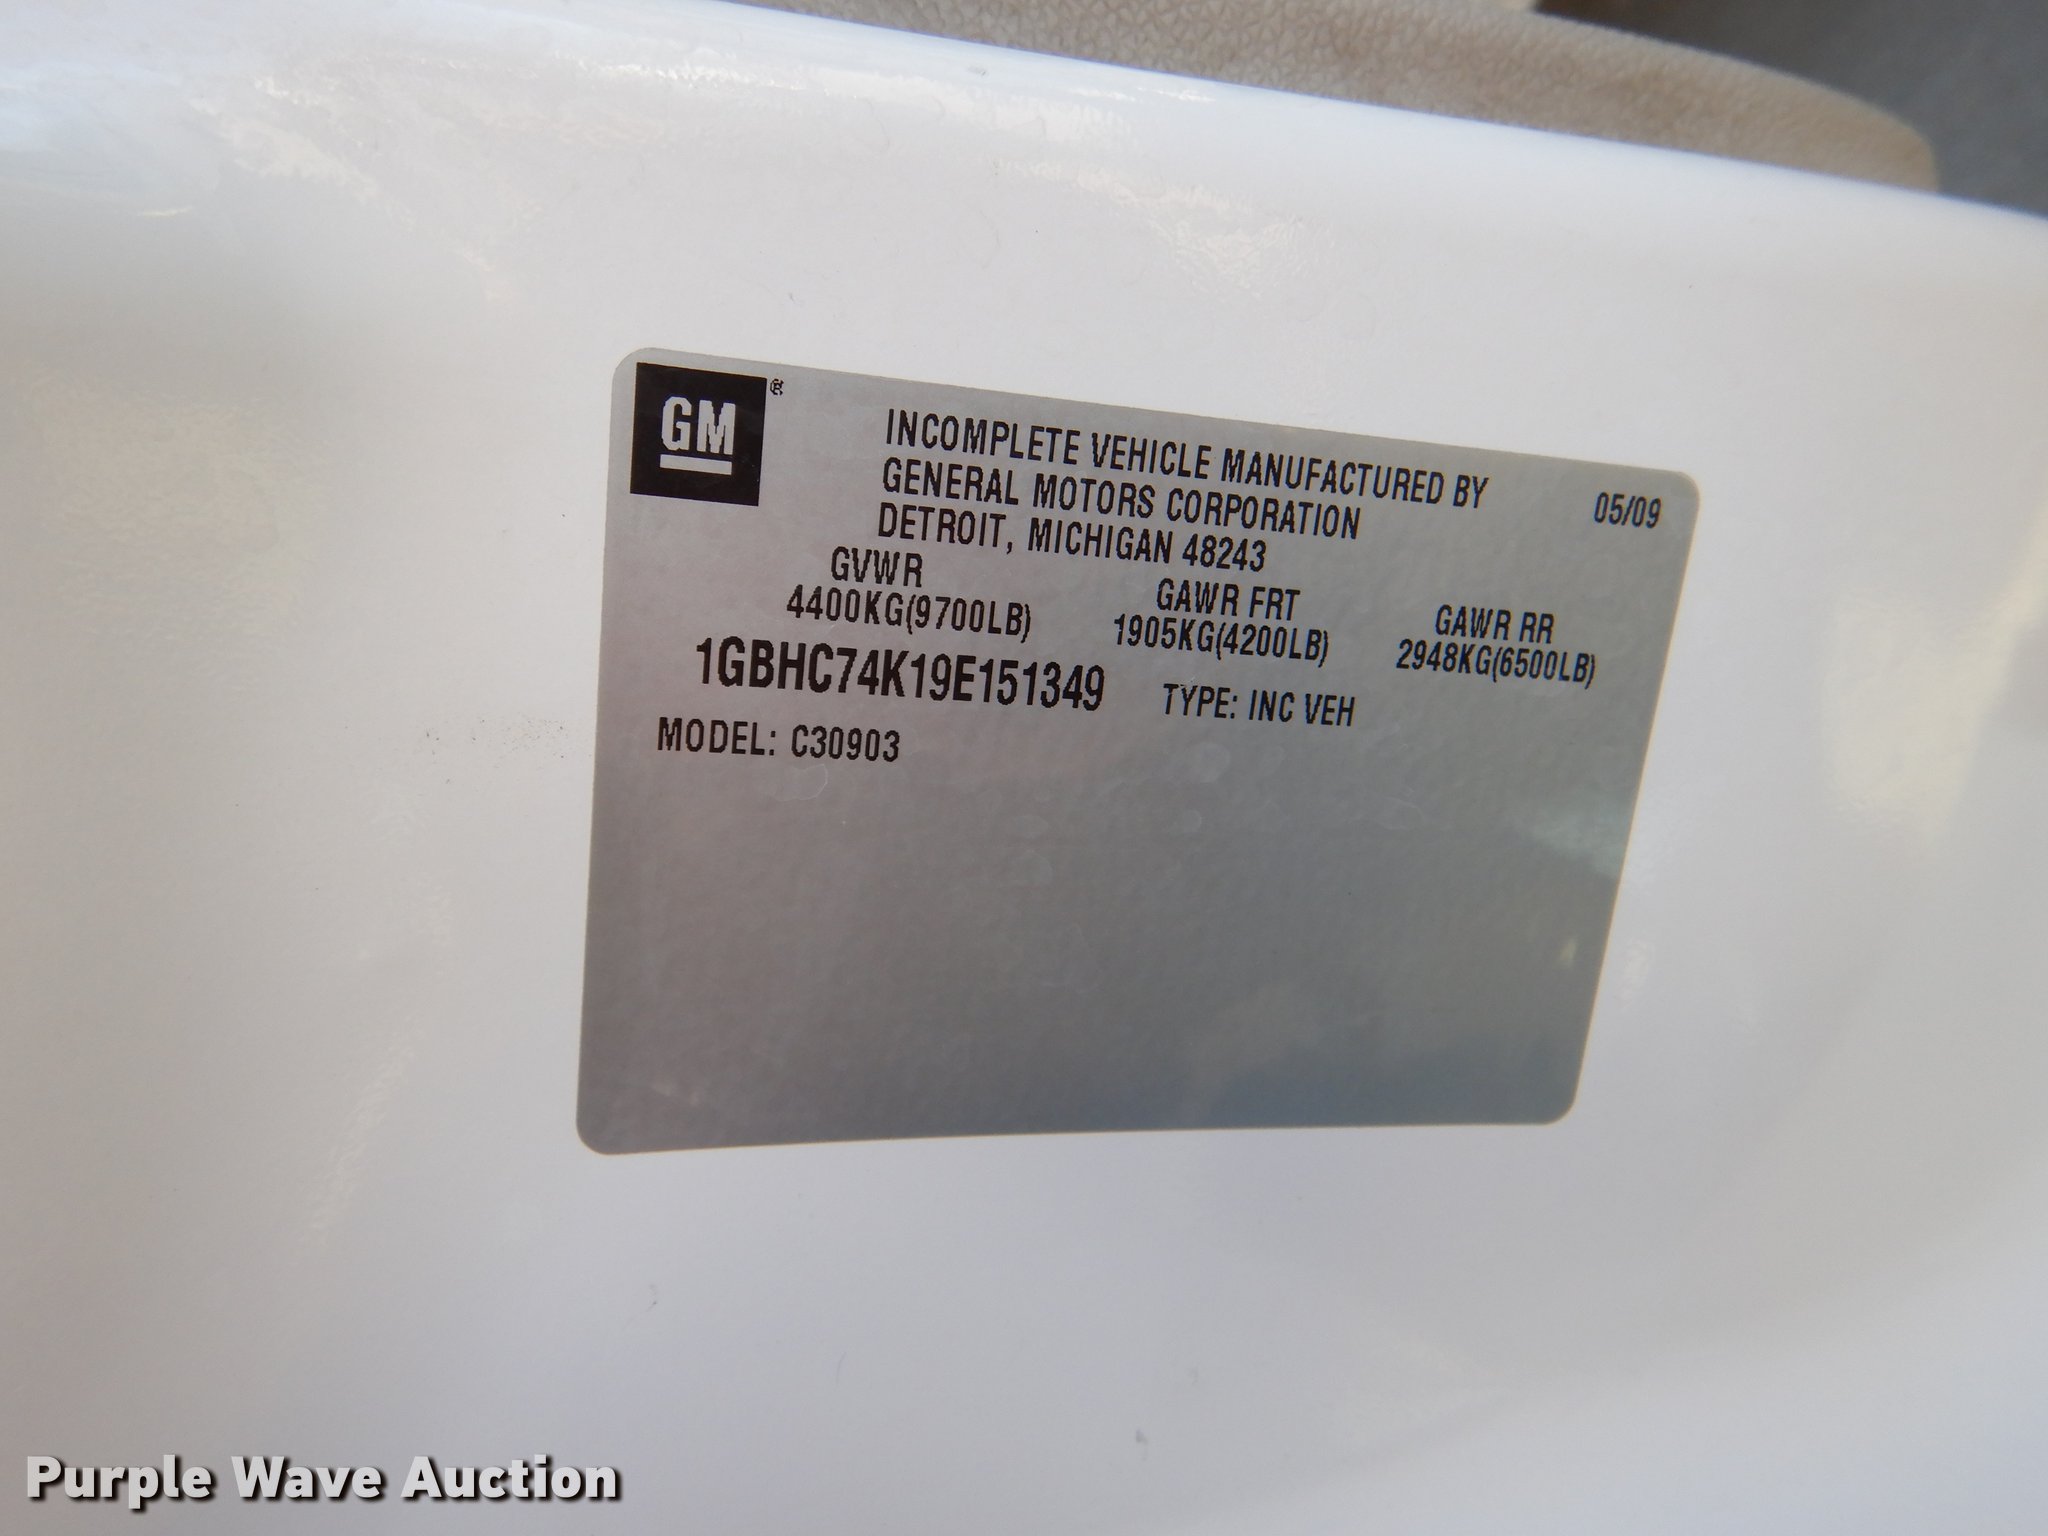 GM
®
INCOMPLETE VEHICLE MANUFACTURED BY
GENERAL MOTORS CORPORATION
DETROIT, MICHIGAN 48243
05/09
GVWR GAWR FRT GAWR RR
4400KG(9700LB) 1905KG(4200LB) 2948KG(6500LB)
1GBHC74K19E151349 TYPE: INC VEH
MODEL: C30903
Purple Wave Auction